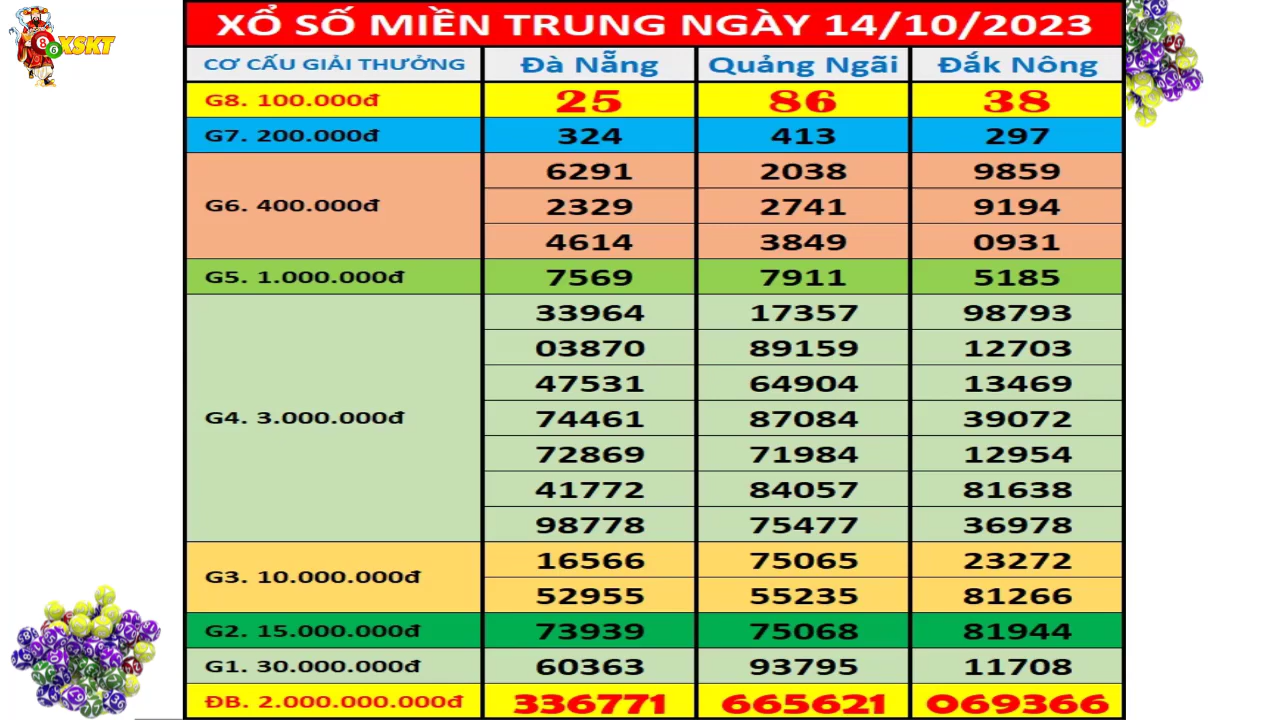 XỔ SỐ MIỀN TRUNG NGÀY 14/10/2023
XSKT
86
CƠ CẤU GIẢI THƯỞNG Đà Nẵng Quảng Ngãi Đắk Nông
G8. 100.000đ 25 86 38
G7. 200.000đ 324 413 297
6291 2038 9859
G6. 400.000đ 2329 2741 9194
4614 3849 0931
G5. 1.000.000đ 7569 7911 5185
33964 17357 98793
03870 89159 12703
47531 64904 13469
G4. 3.000.000đ 74461 87084 39072
72869 71984 12954
41772 84057 81638
98778 75477 36978
G3. 10.000.000đ 16566 75065 23272
52955 55235 81266
G2. 15.000.000đ 73939 75068 81944
G1. 30.000.000đ 60363 93795 11708
ĐB. 2.000.000.000đ 336771 665621 069366